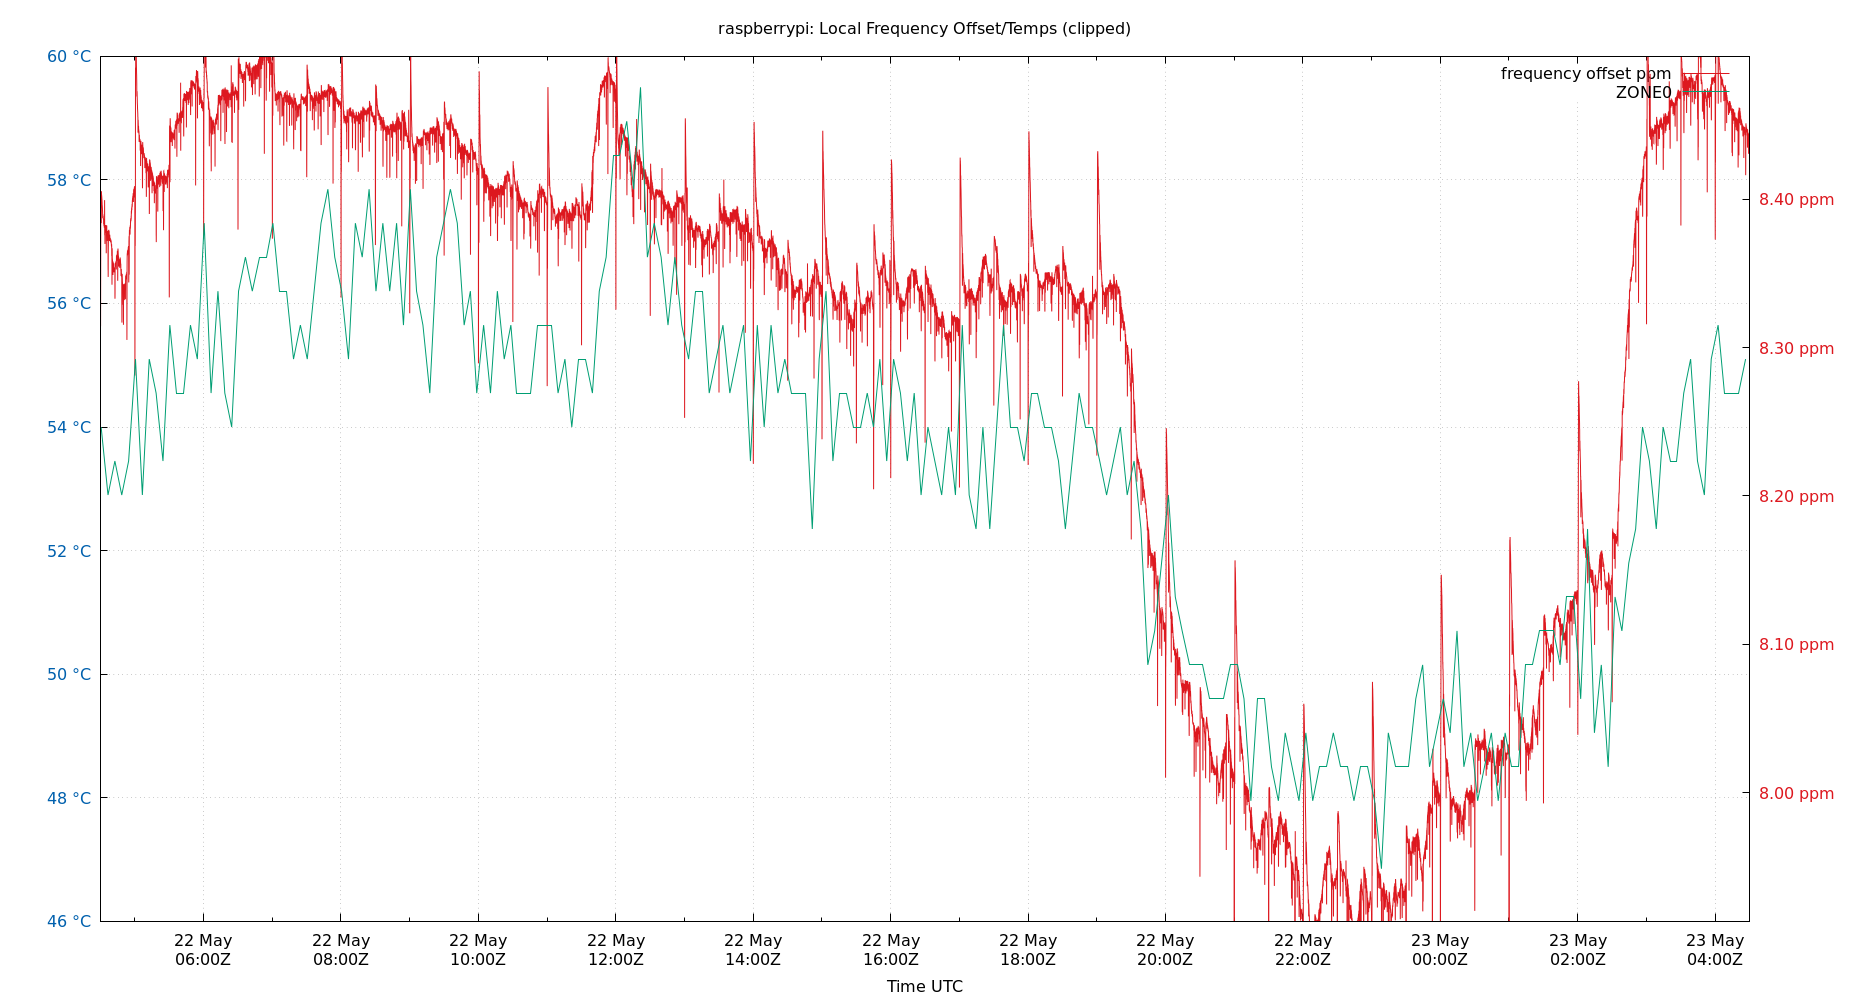 raspberrypi: Local Frequency Offset/Temps (clipped)
60 °C
58 °C
56 °C
54 °C
52 °C
50 °C
48 °C
46 °C
frequency offset ppm
ZONE0
8.40 ppm
8.30 ppm
8.20 ppm
8.10 ppm
8.00 ppm
22 May 22 May 22 May 22 May 22 May 22 May 22 May 22 May 22 May 23 May 23 May 23 May
06:00Z 08:00Z 10:00Z 12:00Z 14:00Z 16:00Z 18:00Z 20:00Z 22:00Z 00:00Z 02:00Z 04:00Z
Time UTC